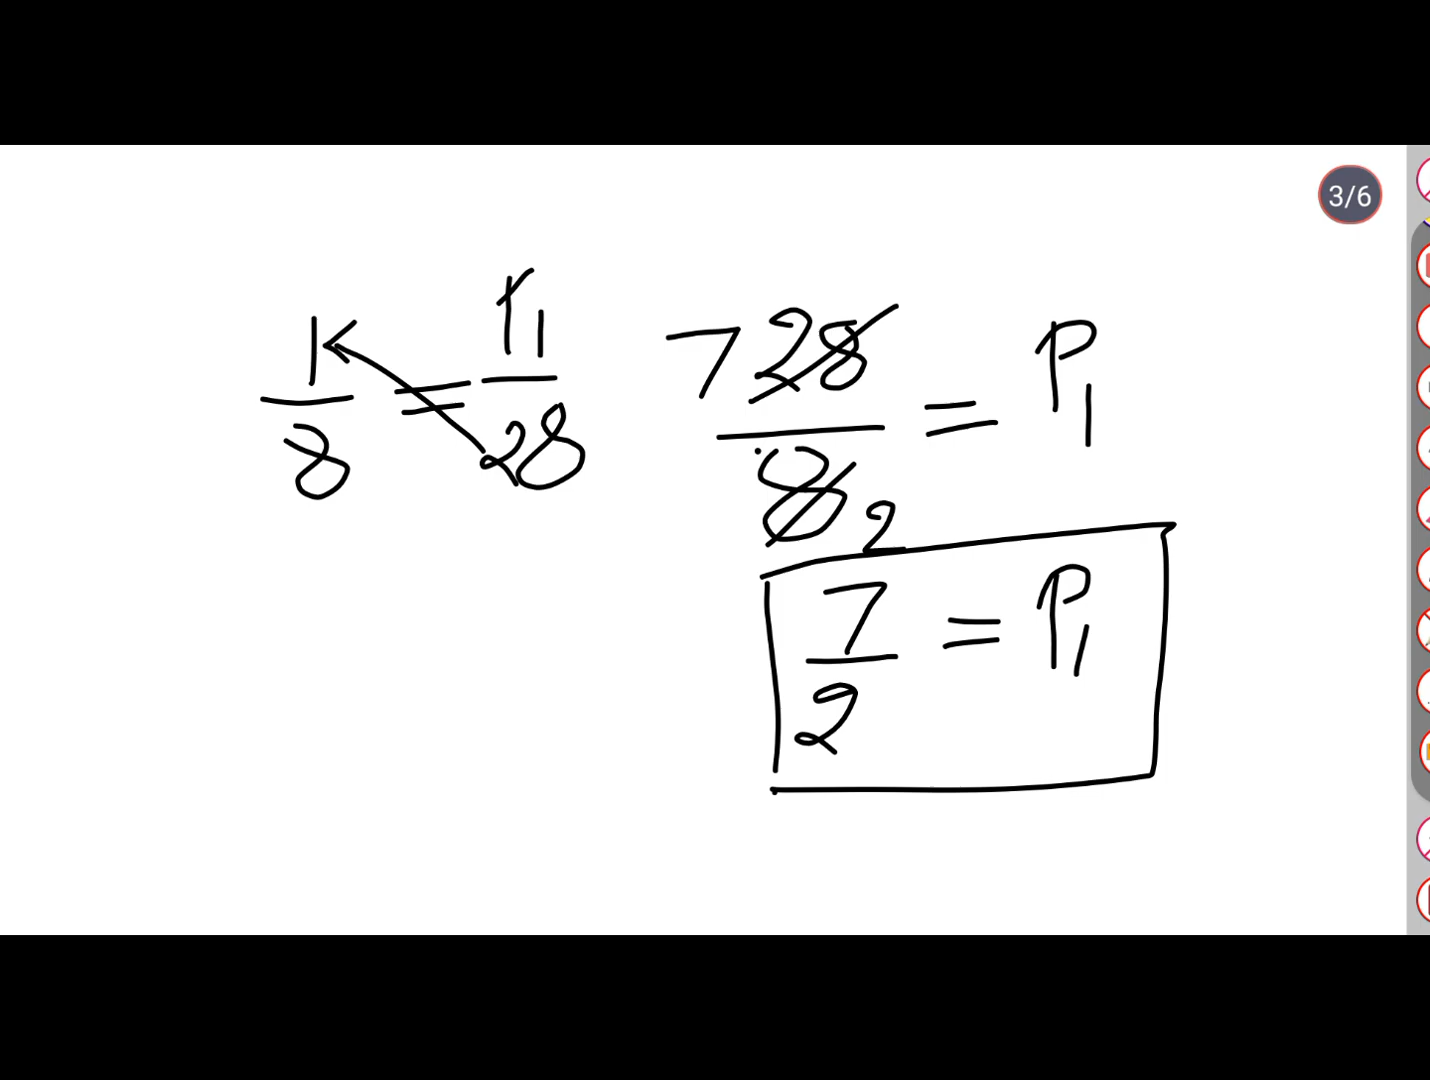 3/6
1/8 = P₁/28
7 28/8 2 = P₁
7/2 = P₁